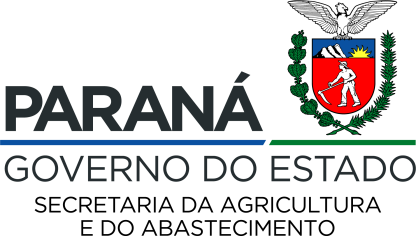 PARANÁ
GOVERNO DO ESTADO
SECRETARIA DA AGRICULTURA
E DO ABASTECIMENTO